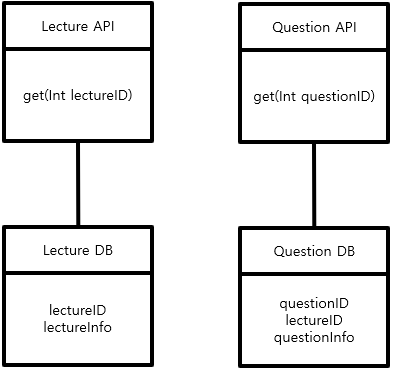 Lecture API
get(Int lectureID)
Question API
get(Int questionID)
Lecture DB
lectureID
lectureInfo
Question DB
questionID
lectureID
questionInfo